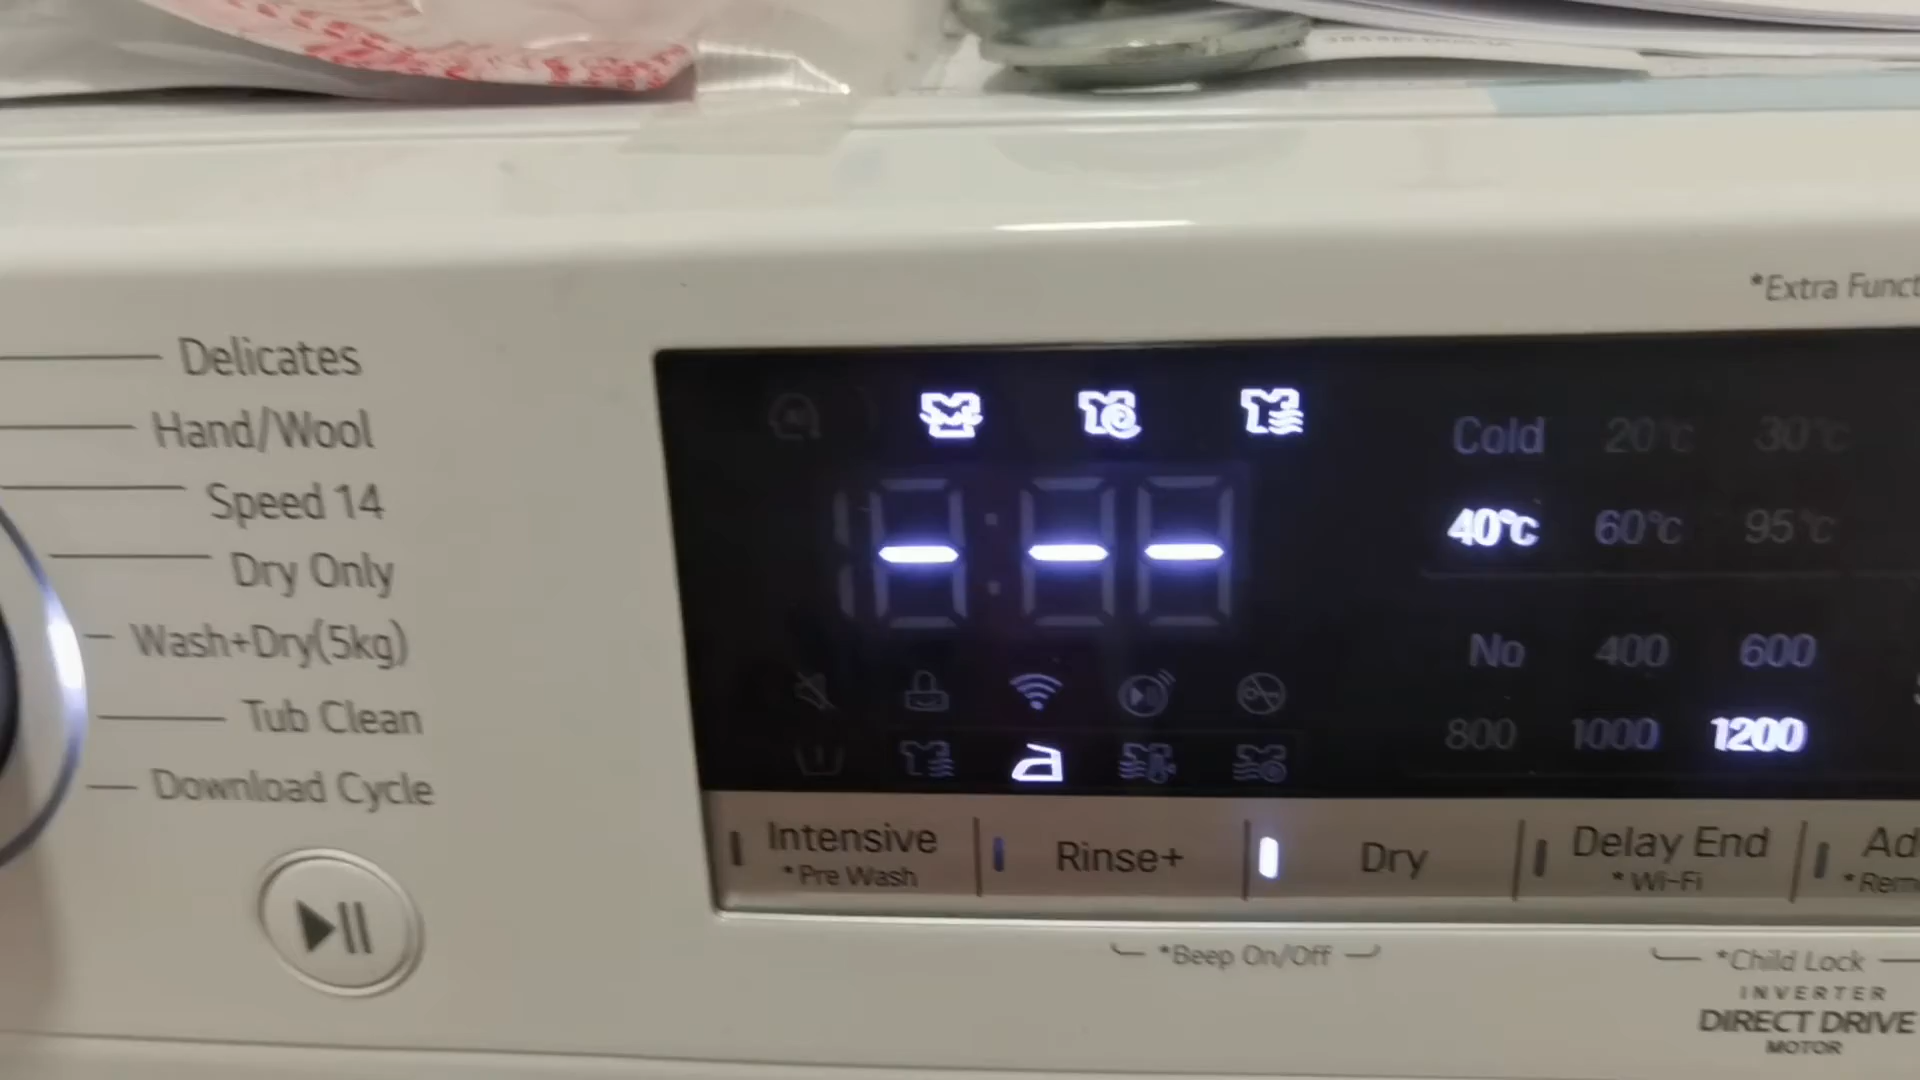 *Extra Funct
Delicates
Hand/Wool
Speed 14
Dry Only
Wash+Dry(5kg)
Tub Clean
Download Cycle
-:--
Cold 20°C 30°C
40°C 60°C 95°C
No 400 600
800 1000 1200
Intensive
*Pre Wash
Rinse+
Dry
Delay End
*Wi-Fi
Ad
*Rem
*Beep On/Off
*Child Lock
INVERTER
DIRECT DRIVE
MOTOR